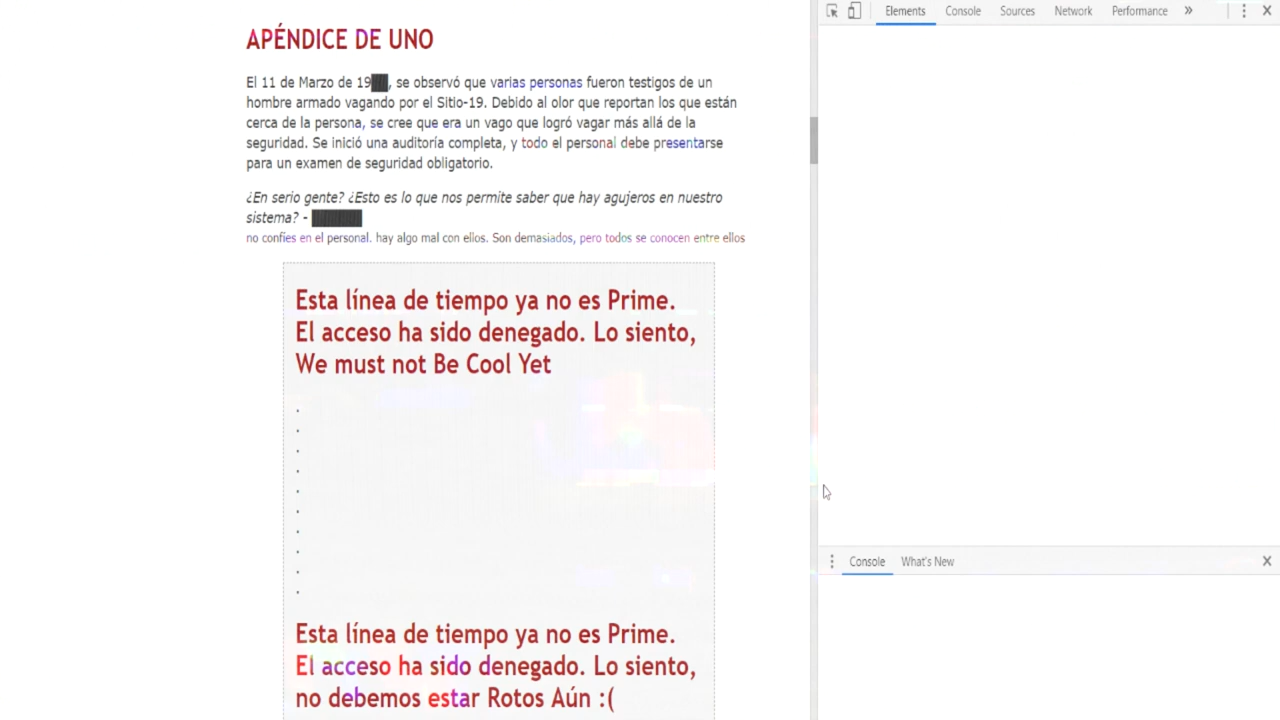 APÉNDICE DE UNO
El 11 de Marzo de 19██, se observó que varias personas fueron testigos de un
hombre armado vagando por el Sitio-19. Debido al olor que reportan los que están
cerca de la persona, se cree que era un vago que logró vagar más allá de la
seguridad. Se inició una auditoría completa, y todo el personal debe presentarse
para un examen de seguridad obligatorio.
¿En serio gente? ¿Esto es lo que nos permite saber que hay agujeros en nuestro
sistema? - ██████
no confíes en el personal. hay algo mal con ellos. Son demasiados, pero todos se conocen entre ellos
Esta línea de tiempo ya no es Prime.
El acceso ha sido denegado. Lo siento,
We must not Be Cool Yet
.
.
.
.
.
.
.
.
.
.
Esta línea de tiempo ya no es Prime.
El acceso ha sido denegado. Lo siento,
no debemos estar Rotos Aún :(
Elements Console Sources Network Performance »
Console What's New